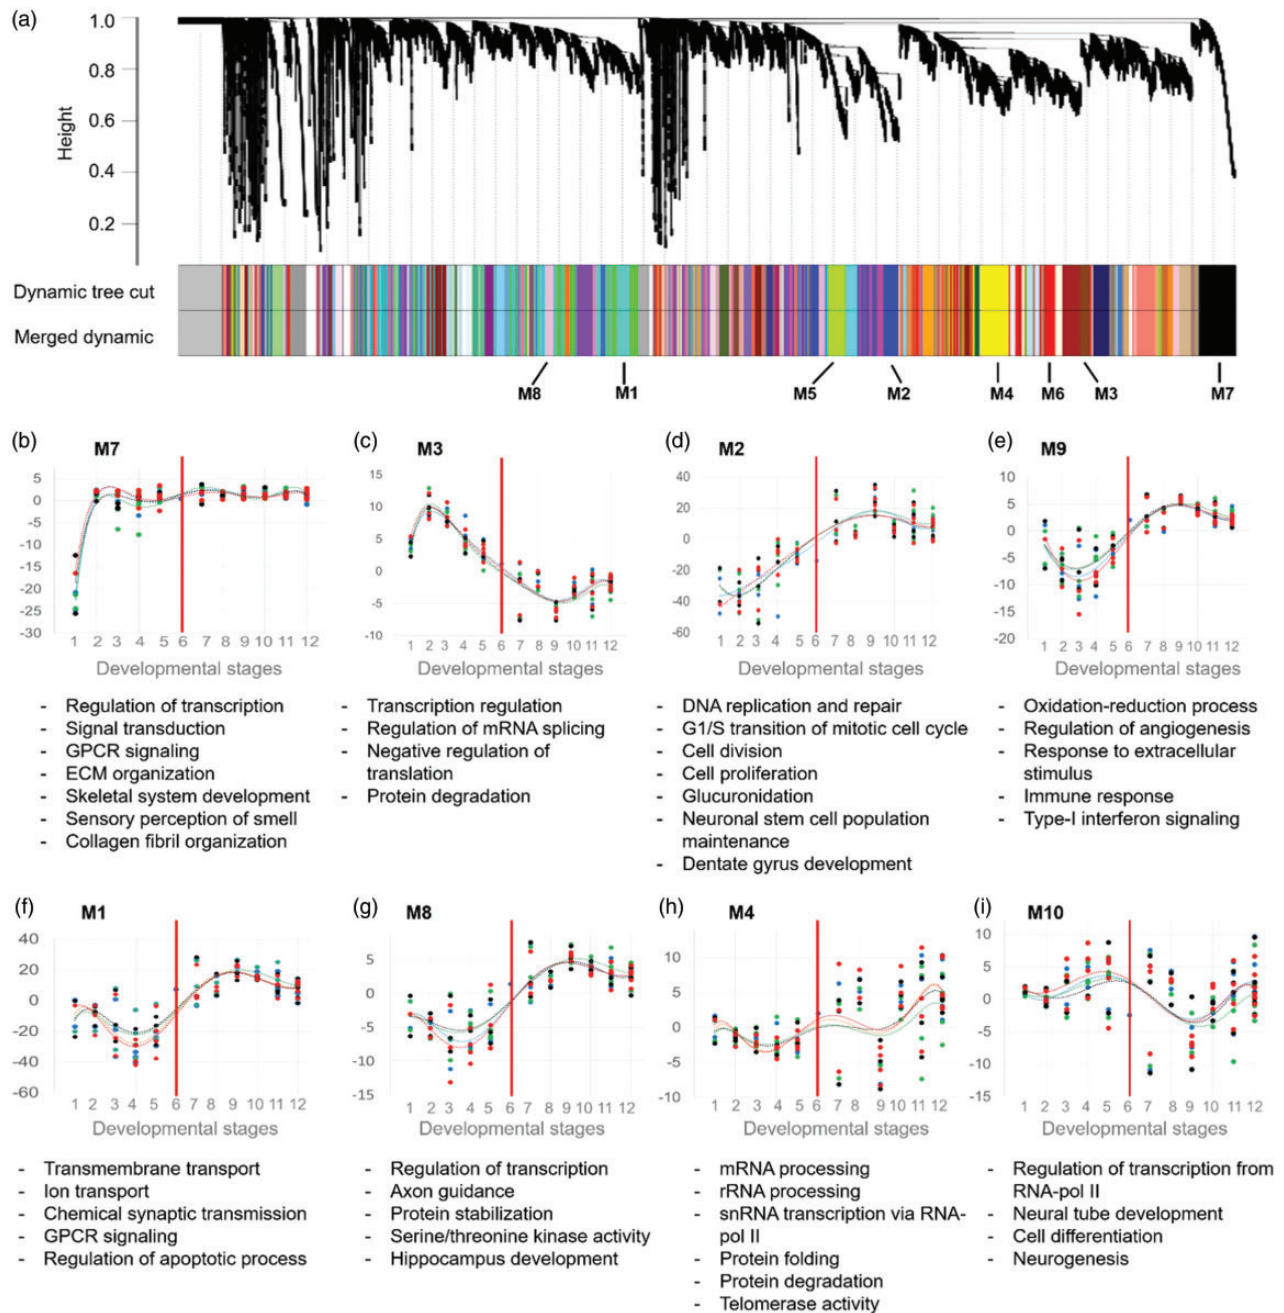 (a)
1.0
0.8
0.6
0.4
0.2
Height
Dynamic tree cut
Merged dynamic
M8
M1
M5
M2
M4
M6
M3
M7
(b)
M7
5
0
-5
-10
-15
-20
-25
-30
1 2 3 4 5 6 7 8 9 10 11 12
Developmental stages
- Regulation of transcription
- Signal transduction
- GPCR signaling
- ECM organization
- Skeletal system development
- Sensory perception of smell
- Collagen fibril organization
(c)
M3
15
10
5
0
-5
-10
1 2 3 4 5 6 7 8 9 10 11 12
Developmental stages
- Transcription regulation
- Regulation of mRNA splicing
- Negative regulation of
translation
- Protein degradation
(d)
M2
40
20
0
-20
-40
-60
1 2 3 4 5 6 7 8 9 10 11 12
Developmental stages
- DNA replication and repair
- G1/S transition of mitotic cell cycle
- Cell division
- Cell proliferation
- Glucuronidation
- Neuronal stem cell population
maintenance
- Dentate gyrus development
(e)
M9
10
5
0
-5
-10
-15
-20
1 2 3 4 5 6 7 8 9 10 11 12
Developmental stages
- Oxidation-reduction process
- Regulation of angiogenesis
- Response to extracellular
stimulus
- Immune response
- Type-I interferon signaling
(f)
M1
40
20
0
-20
-40
-60
1 2 3 4 5 6 7 8 9 10 11 12
Developmental stages
- Transmembrane transport
- Ion transport
- Chemical synaptic transmission
- GPCR signaling
- Regulation of apoptotic process
(g)
M8
10
5
0
-5
-10
-15
1 2 3 4 5 6 7 8 9 10 11 12
Developmental stages
- Regulation of transcription
- Axon guidance
- Protein stabilization
- Serine/threonine kinase activity
- Hippocampus development
(h)
M4
15
10
5
0
-5
-10
1 2 3 4 5 6 7 8 9 10 11 12
Developmental stages
- mRNA processing
- rRNA processing
- snRNA transcription via RNA-
pol II
- Protein folding
- Protein degradation
- Telomerase activity
(i)
M10
10
5
0
-5
-10
-15
1 2 3 4 5 6 7 8 9 10 11 12
Developmental stages
- Regulation of transcription from
RNA-pol II
- Neural tube development
- Cell differentiation
- Neurogenesis